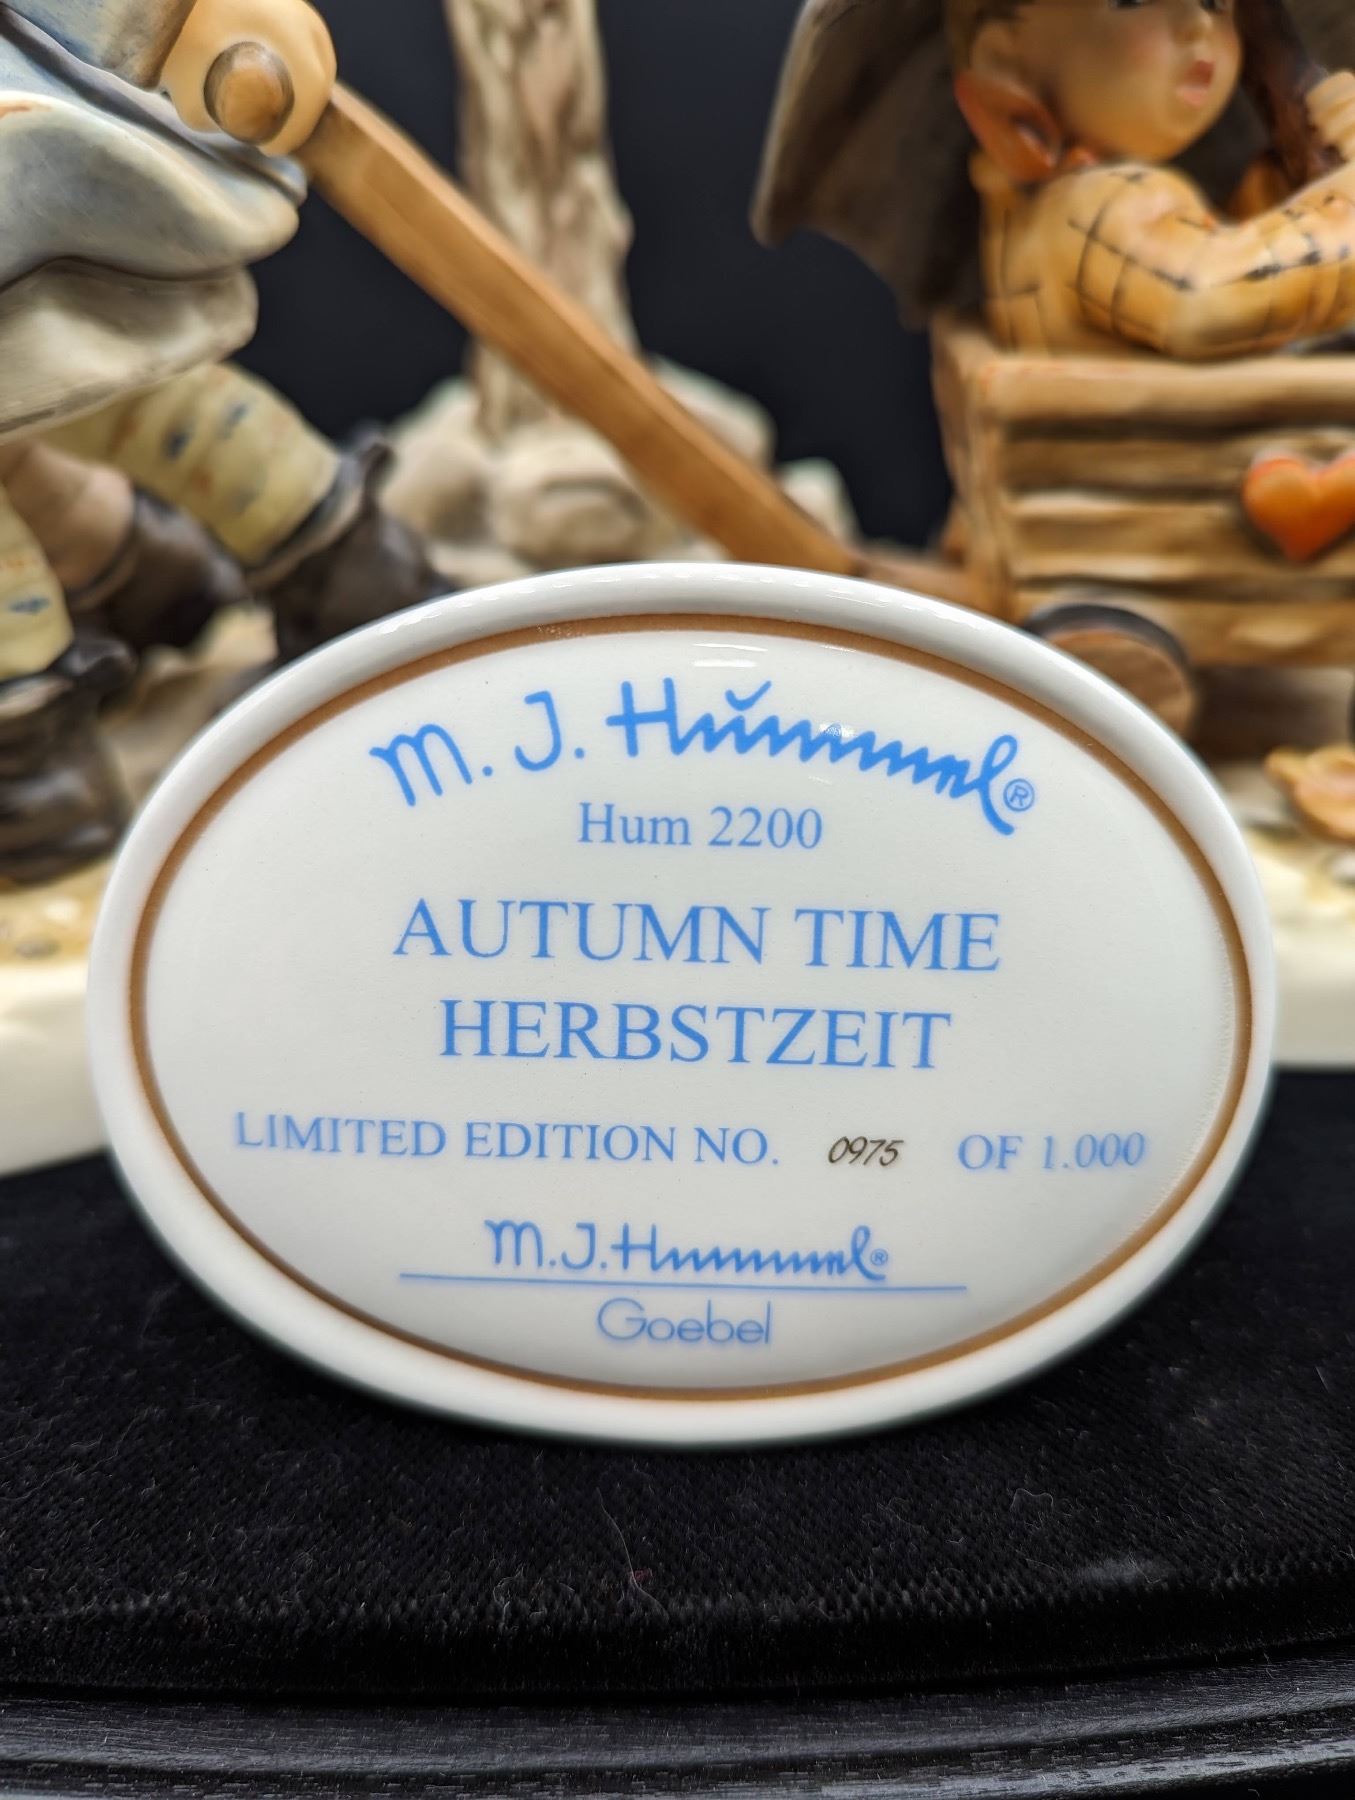 M. J. Hummel®
Hum 2200
AUTUMN TIME
HERBSTZEIT
LIMITED EDITION NO. 0975 OF 1.000
M.J. Hummel®
Goebel